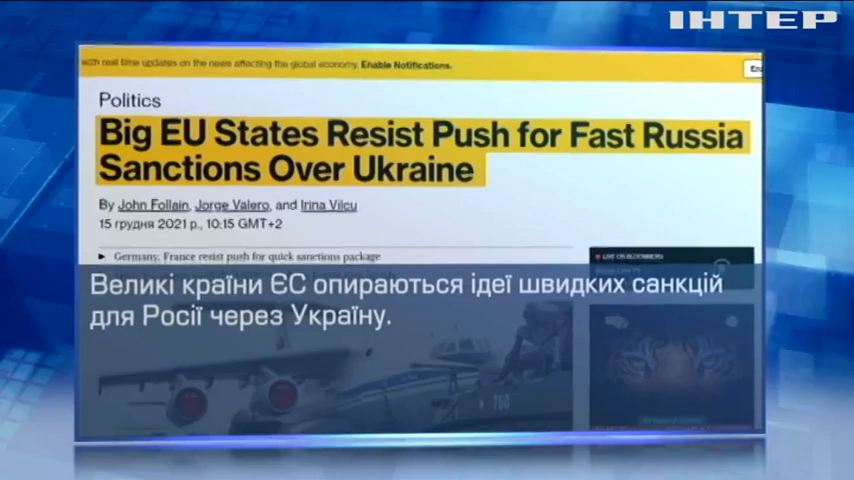 ІНТЕР
with real time updates on the news affecting the global economy. Enable Notifications.
Politics
Big EU States Resist Push for Fast Russia
Sanctions Over Ukraine
By John Follain, Jorge Valero, and Irina Vilcu
15 грудня 2021 р., 10:15 GMT+2
Germany, France resist push for quick sanctions package
LIVE ON BLOOMBERG
Великі країни ЄС опираються ідеї швидких санкцій
для Росії через Україну.
760